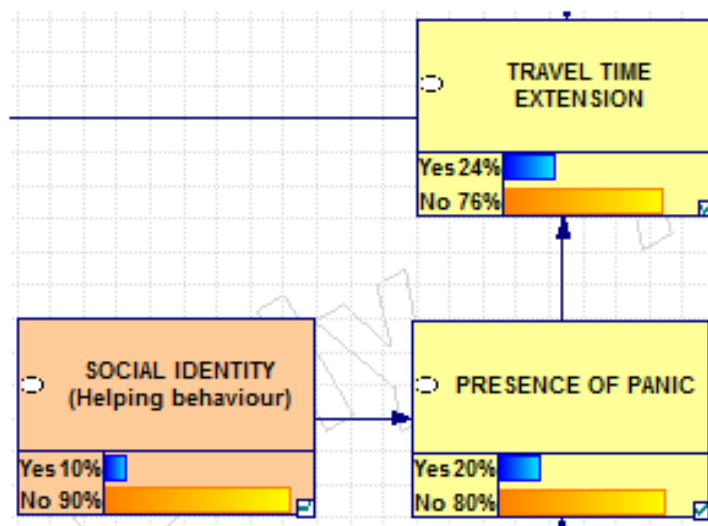 TRAVEL TIME
EXTENSION
Yes 24%
No 76%
SOCIAL IDENTITY
(Helping behaviour)
Yes 10%
No 90%
PRESENCE OF PANIC
Yes 20%
No 80%